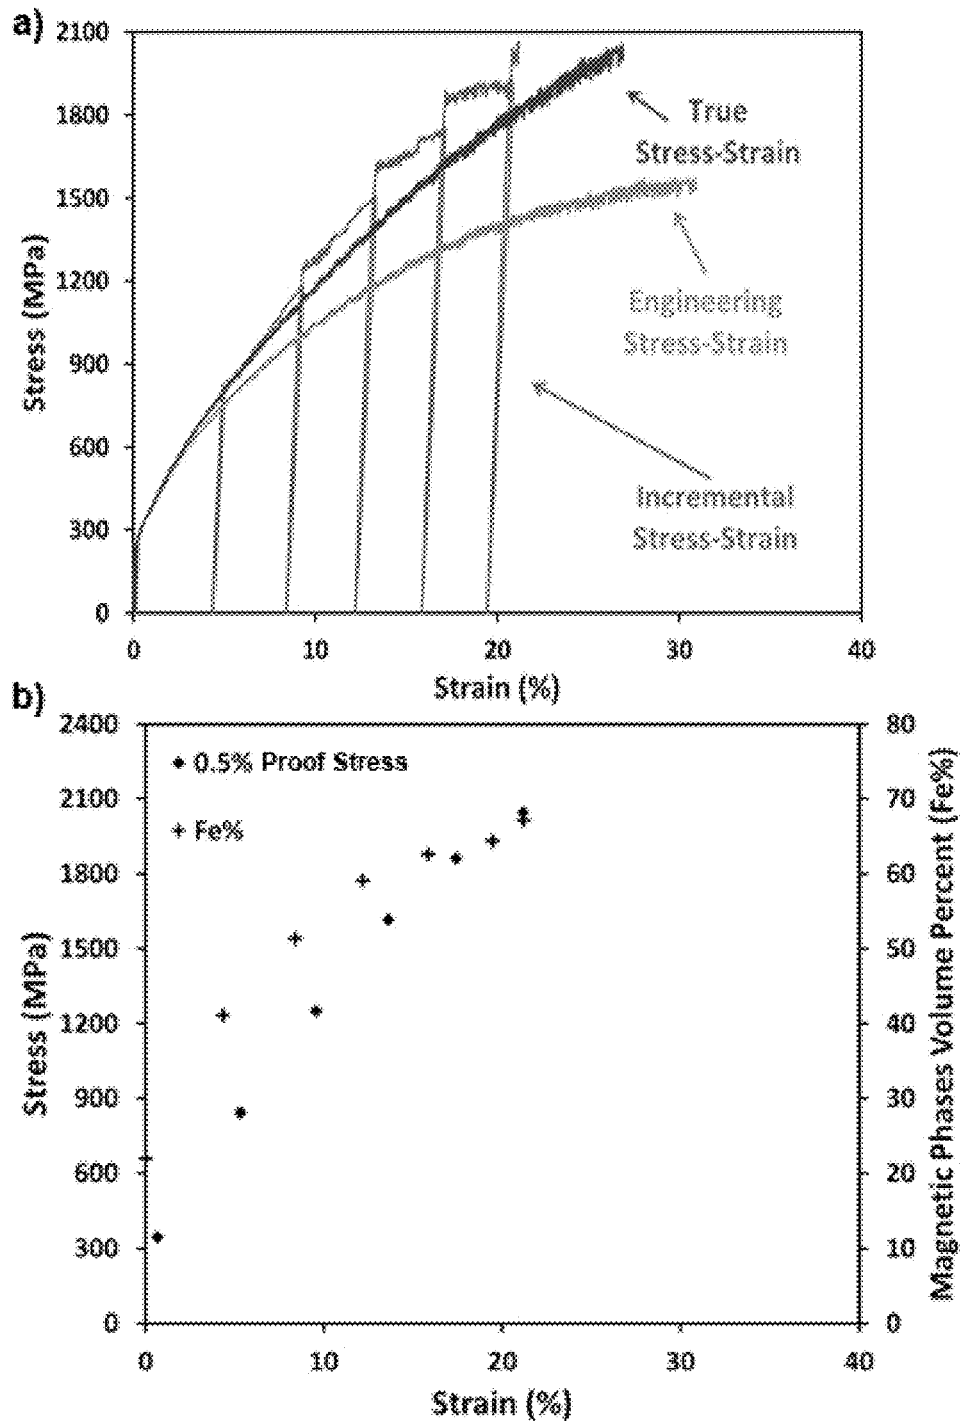 a)
2100
1800
1500
1200
900
600
300
0
Stress (MPa)
True
Stress-Strain
Engineering
Stress-Strain
Incremental
Stress-Strain
0 10 20 30 40
Strain (%)
b)
2400
2100
1800
1500
1200
900
600
300
0
Stress (MPa)
0.5% Proof Stress
Fe%
80
70
60
50
40
30
20
10
0
Magnetic Phases Volume Percent (Fe%)
0 10 20 30 40
Strain (%)